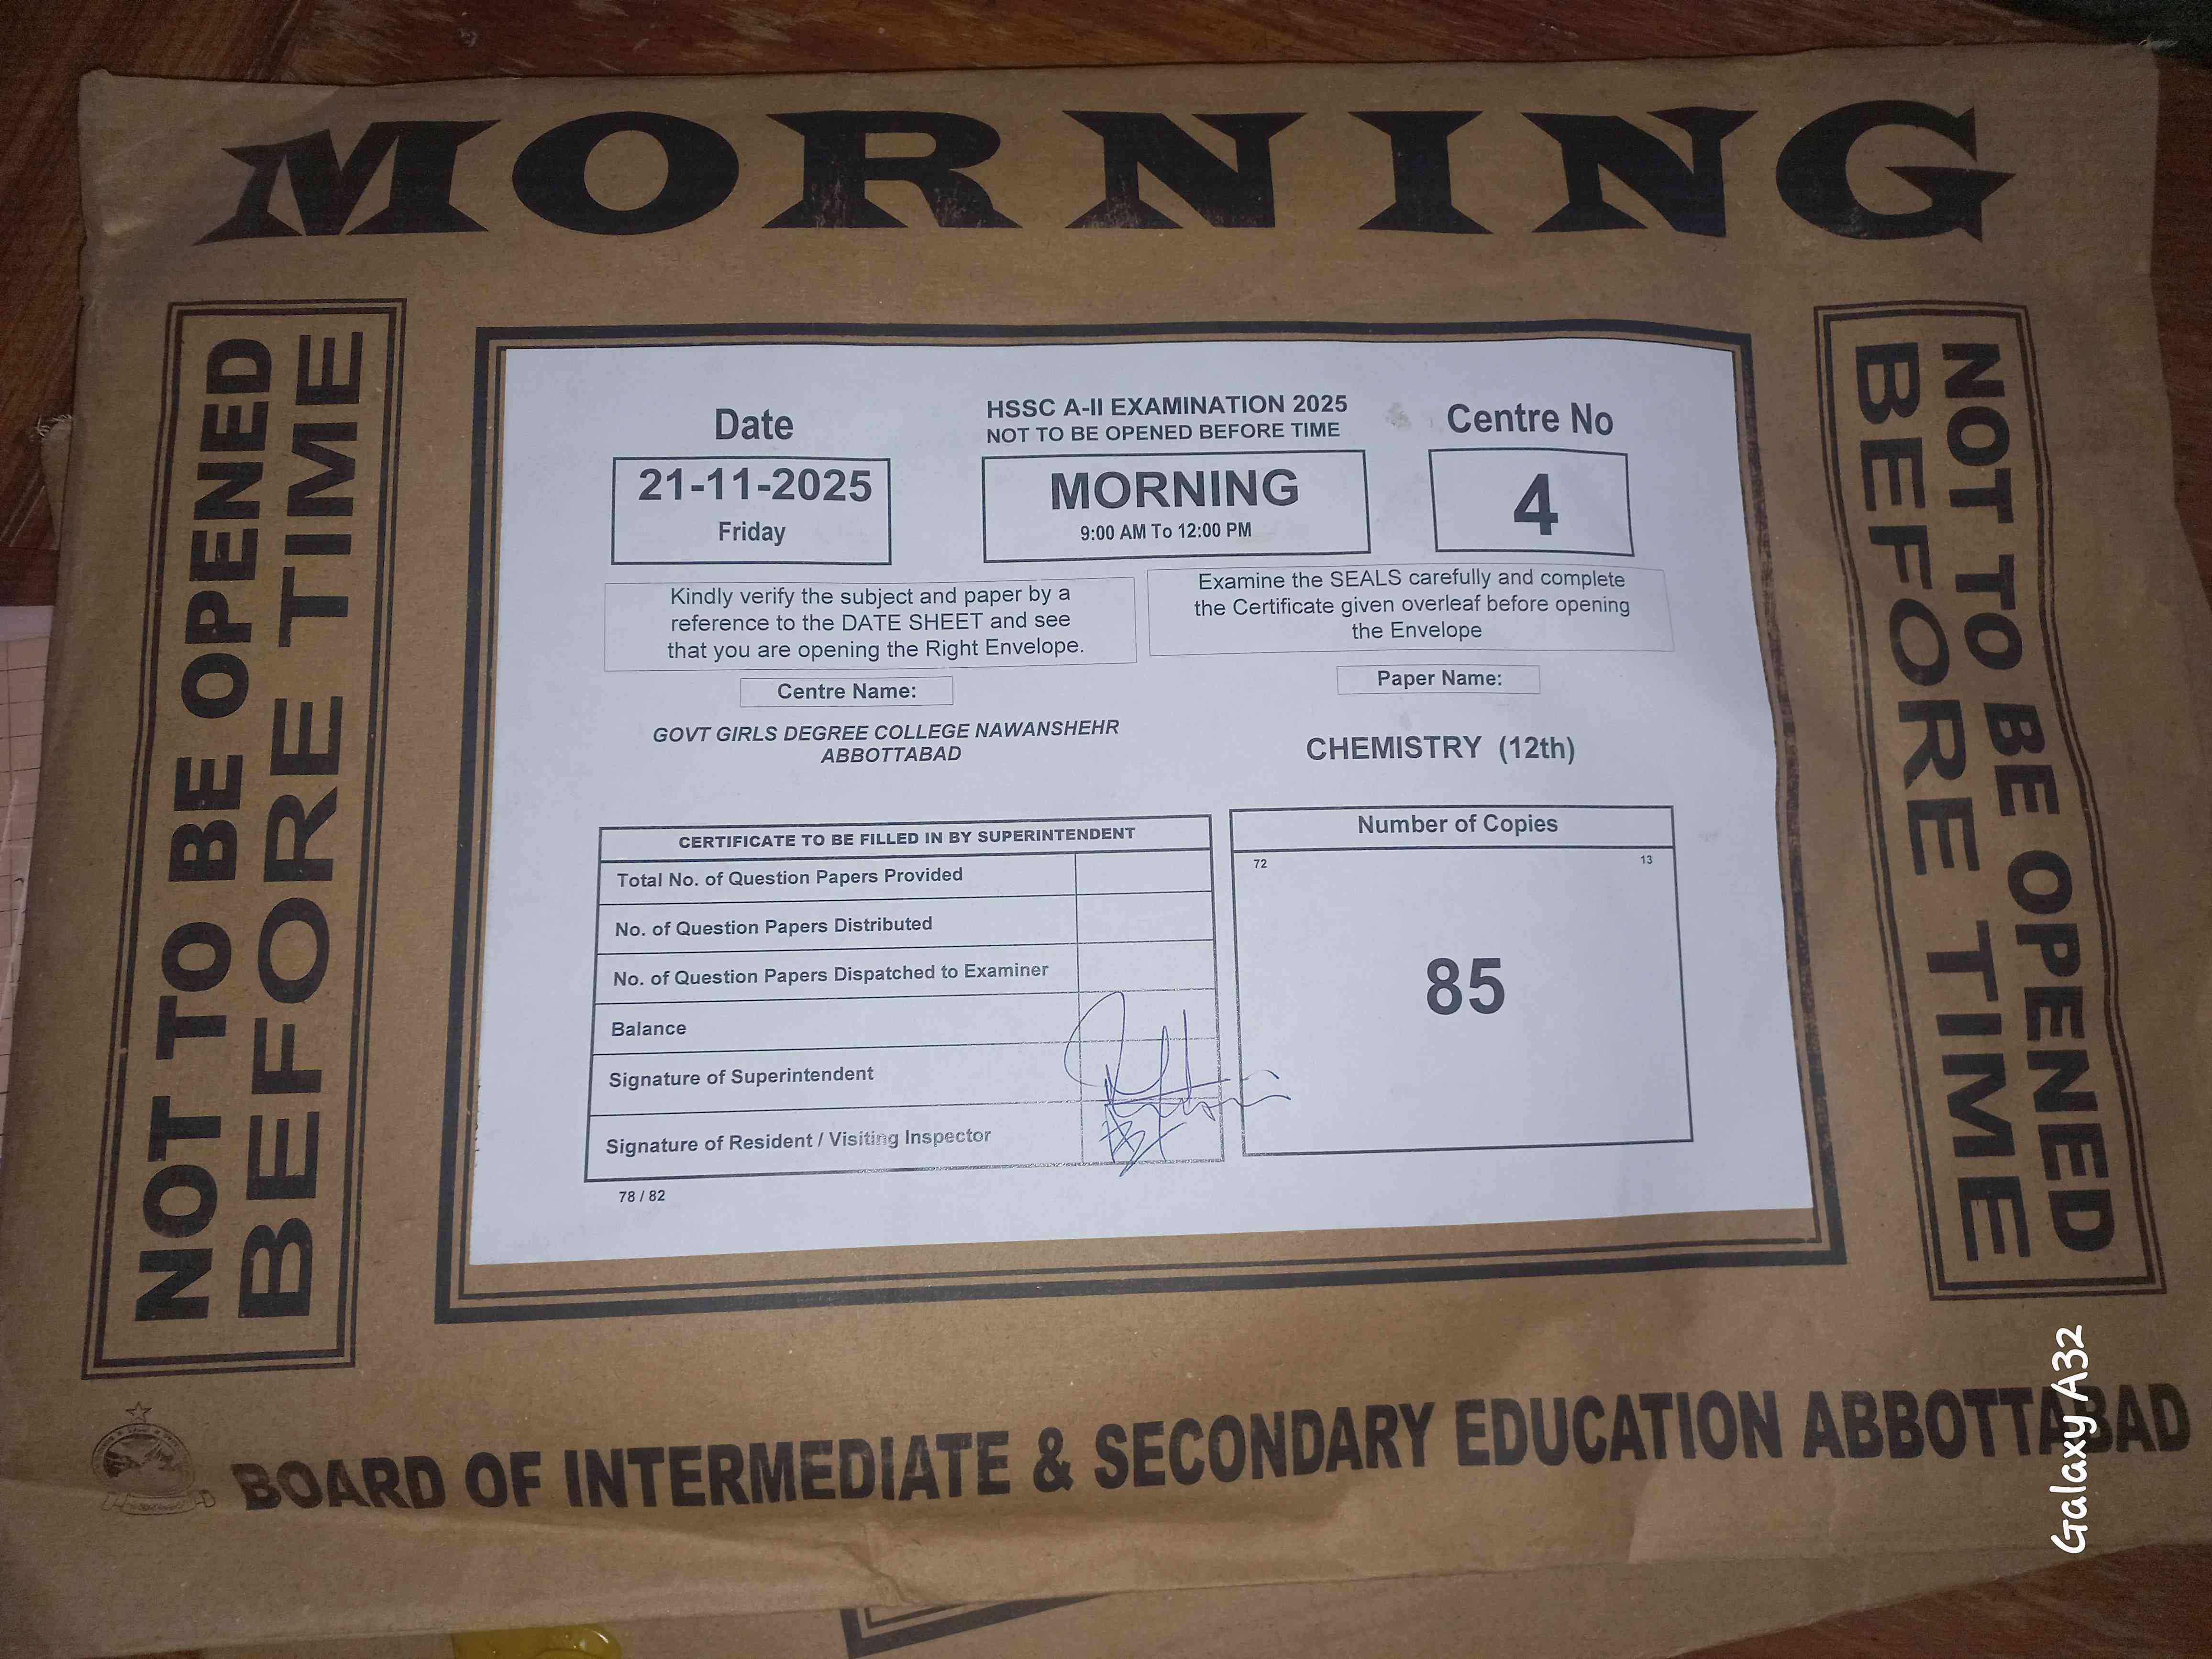 MORNING
NOT TO BE OPENED
BEFORE TIME
Date
21-11-2025
Friday
HSSC A-II EXAMINATION 2025
NOT TO BE OPENED BEFORE TIME
MORNING
9:00 AM To 12:00 PM
Centre No
4
Kindly verify the subject and paper by a
reference to the DATE SHEET and see
that you are opening the Right Envelope.
Examine the SEALS carefully and complete
the Certificate given overleaf before opening
the Envelope
Centre Name:
GOVT GIRLS DEGREE COLLEGE NAWANSHEHR
ABBOTTABAD
Paper Name:
CHEMISTRY (12th)
CERTIFICATE TO BE FILLED IN BY SUPERINTENDENT
Total No. of Question Papers Provided
No. of Question Papers Distributed
No. of Question Papers Dispatched to Examiner
Balance
Signature of Superintendent
Signature of Resident / Visiting Inspector
78 / 82
Number of Copies
72 13
85
NOT TO BE OPENED
BEFORE TIME
BOARD OF INTERMEDIATE & SECONDARY EDUCATION ABBOTTABAD
Galaxy A32